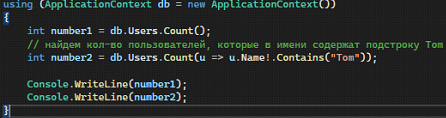 using (ApplicationContext db = new ApplicationContext())
{
    int number1 = db.Users.Count();
    // найдем кол-во пользователей, которые в имени содержат подстроку Tom
    int number2 = db.Users.Count(u => u.Name!.Contains("Tom"));

    Console.WriteLine(number1);
    Console.WriteLine(number2);
}